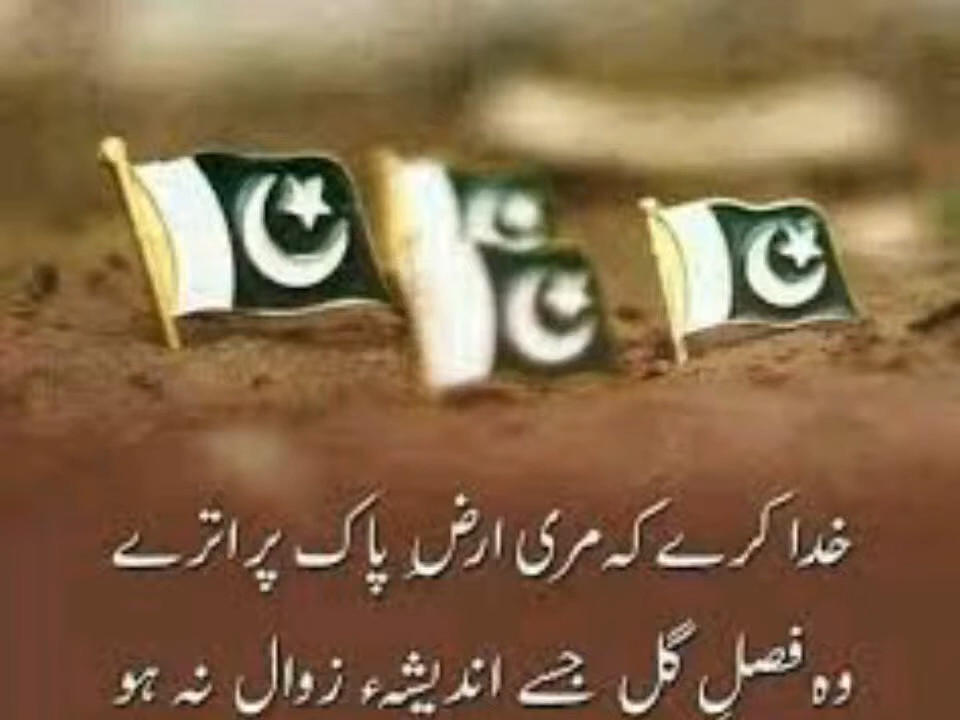 خدا کرے کہ مری ارضِ پاک پر اترے
وہ فصلِ گل جسے اندیشہء زوال نہ ہو